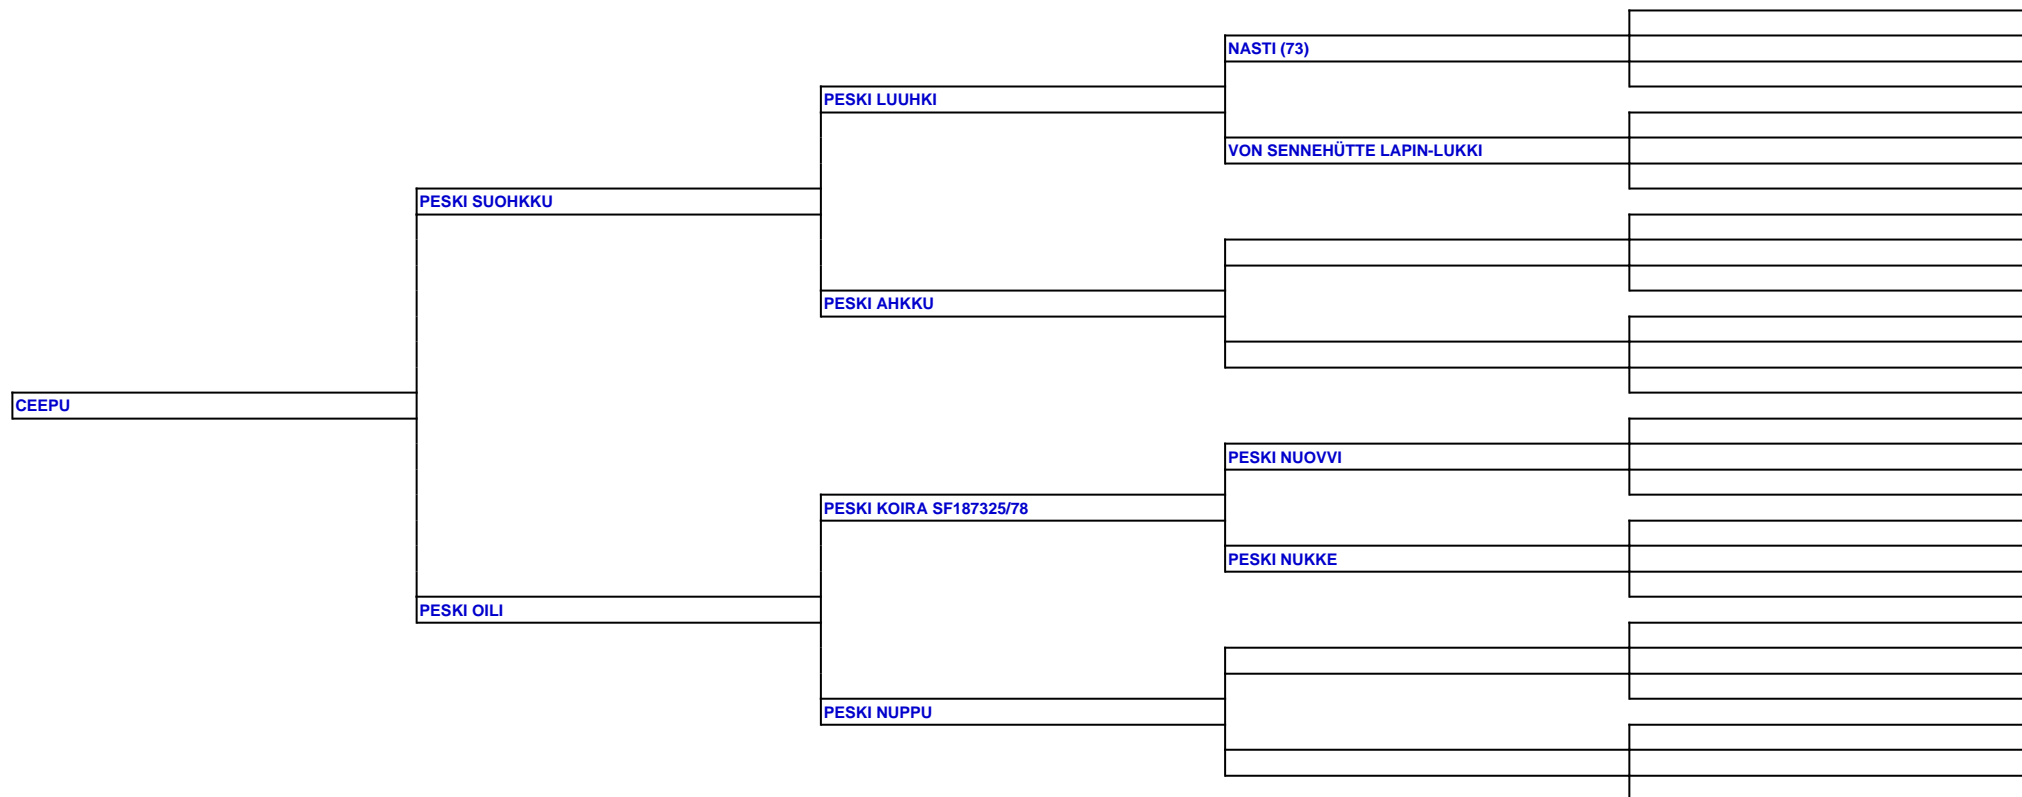 NASTI (73)
PESKI LUUHKI
VON SENNEHÜTTE LAPIN-LUKKI
PESKI SUOHKKU
PESKI AHKKU
CEEPU
PESKI NUOVVI
PESKI KOIRA SF187325/78
PESKI NUKKE
PESKI OILI
PESKI NUPPU